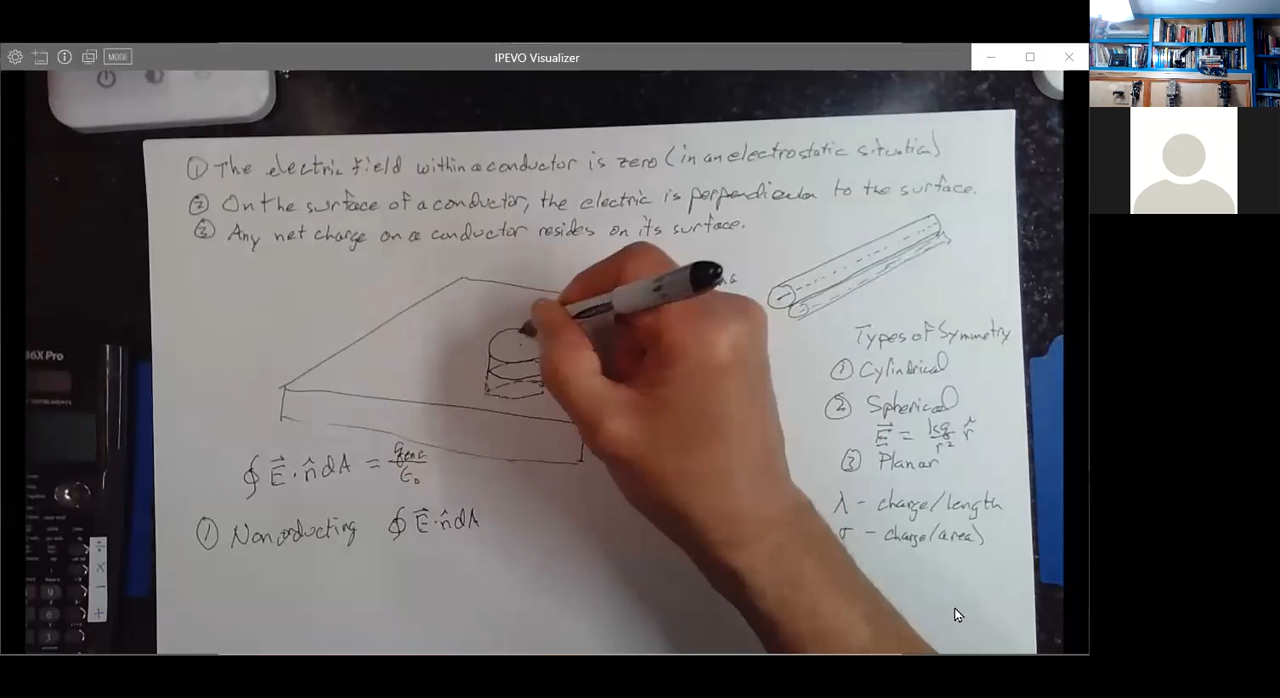 MODE
IPEVO Visualizer
① The electric field within a conductor is zero (in an electrostatic situation)
② On the surface of a conductor, the electric is perpendicular to the surface.
③ Any net charge on a conductor resides on its surface.
Types of Symmetry
① Cylindrical
② Spherical
E⃗ = kq/r² r̂
③ Planar
λ - charge/length
σ - charge/area)
∮ E⃗ · n̂ dA = qenc/ε₀
① Nonconducting ∮ E⃗ · n̂ dA
36X Pro
÷
×
−
+